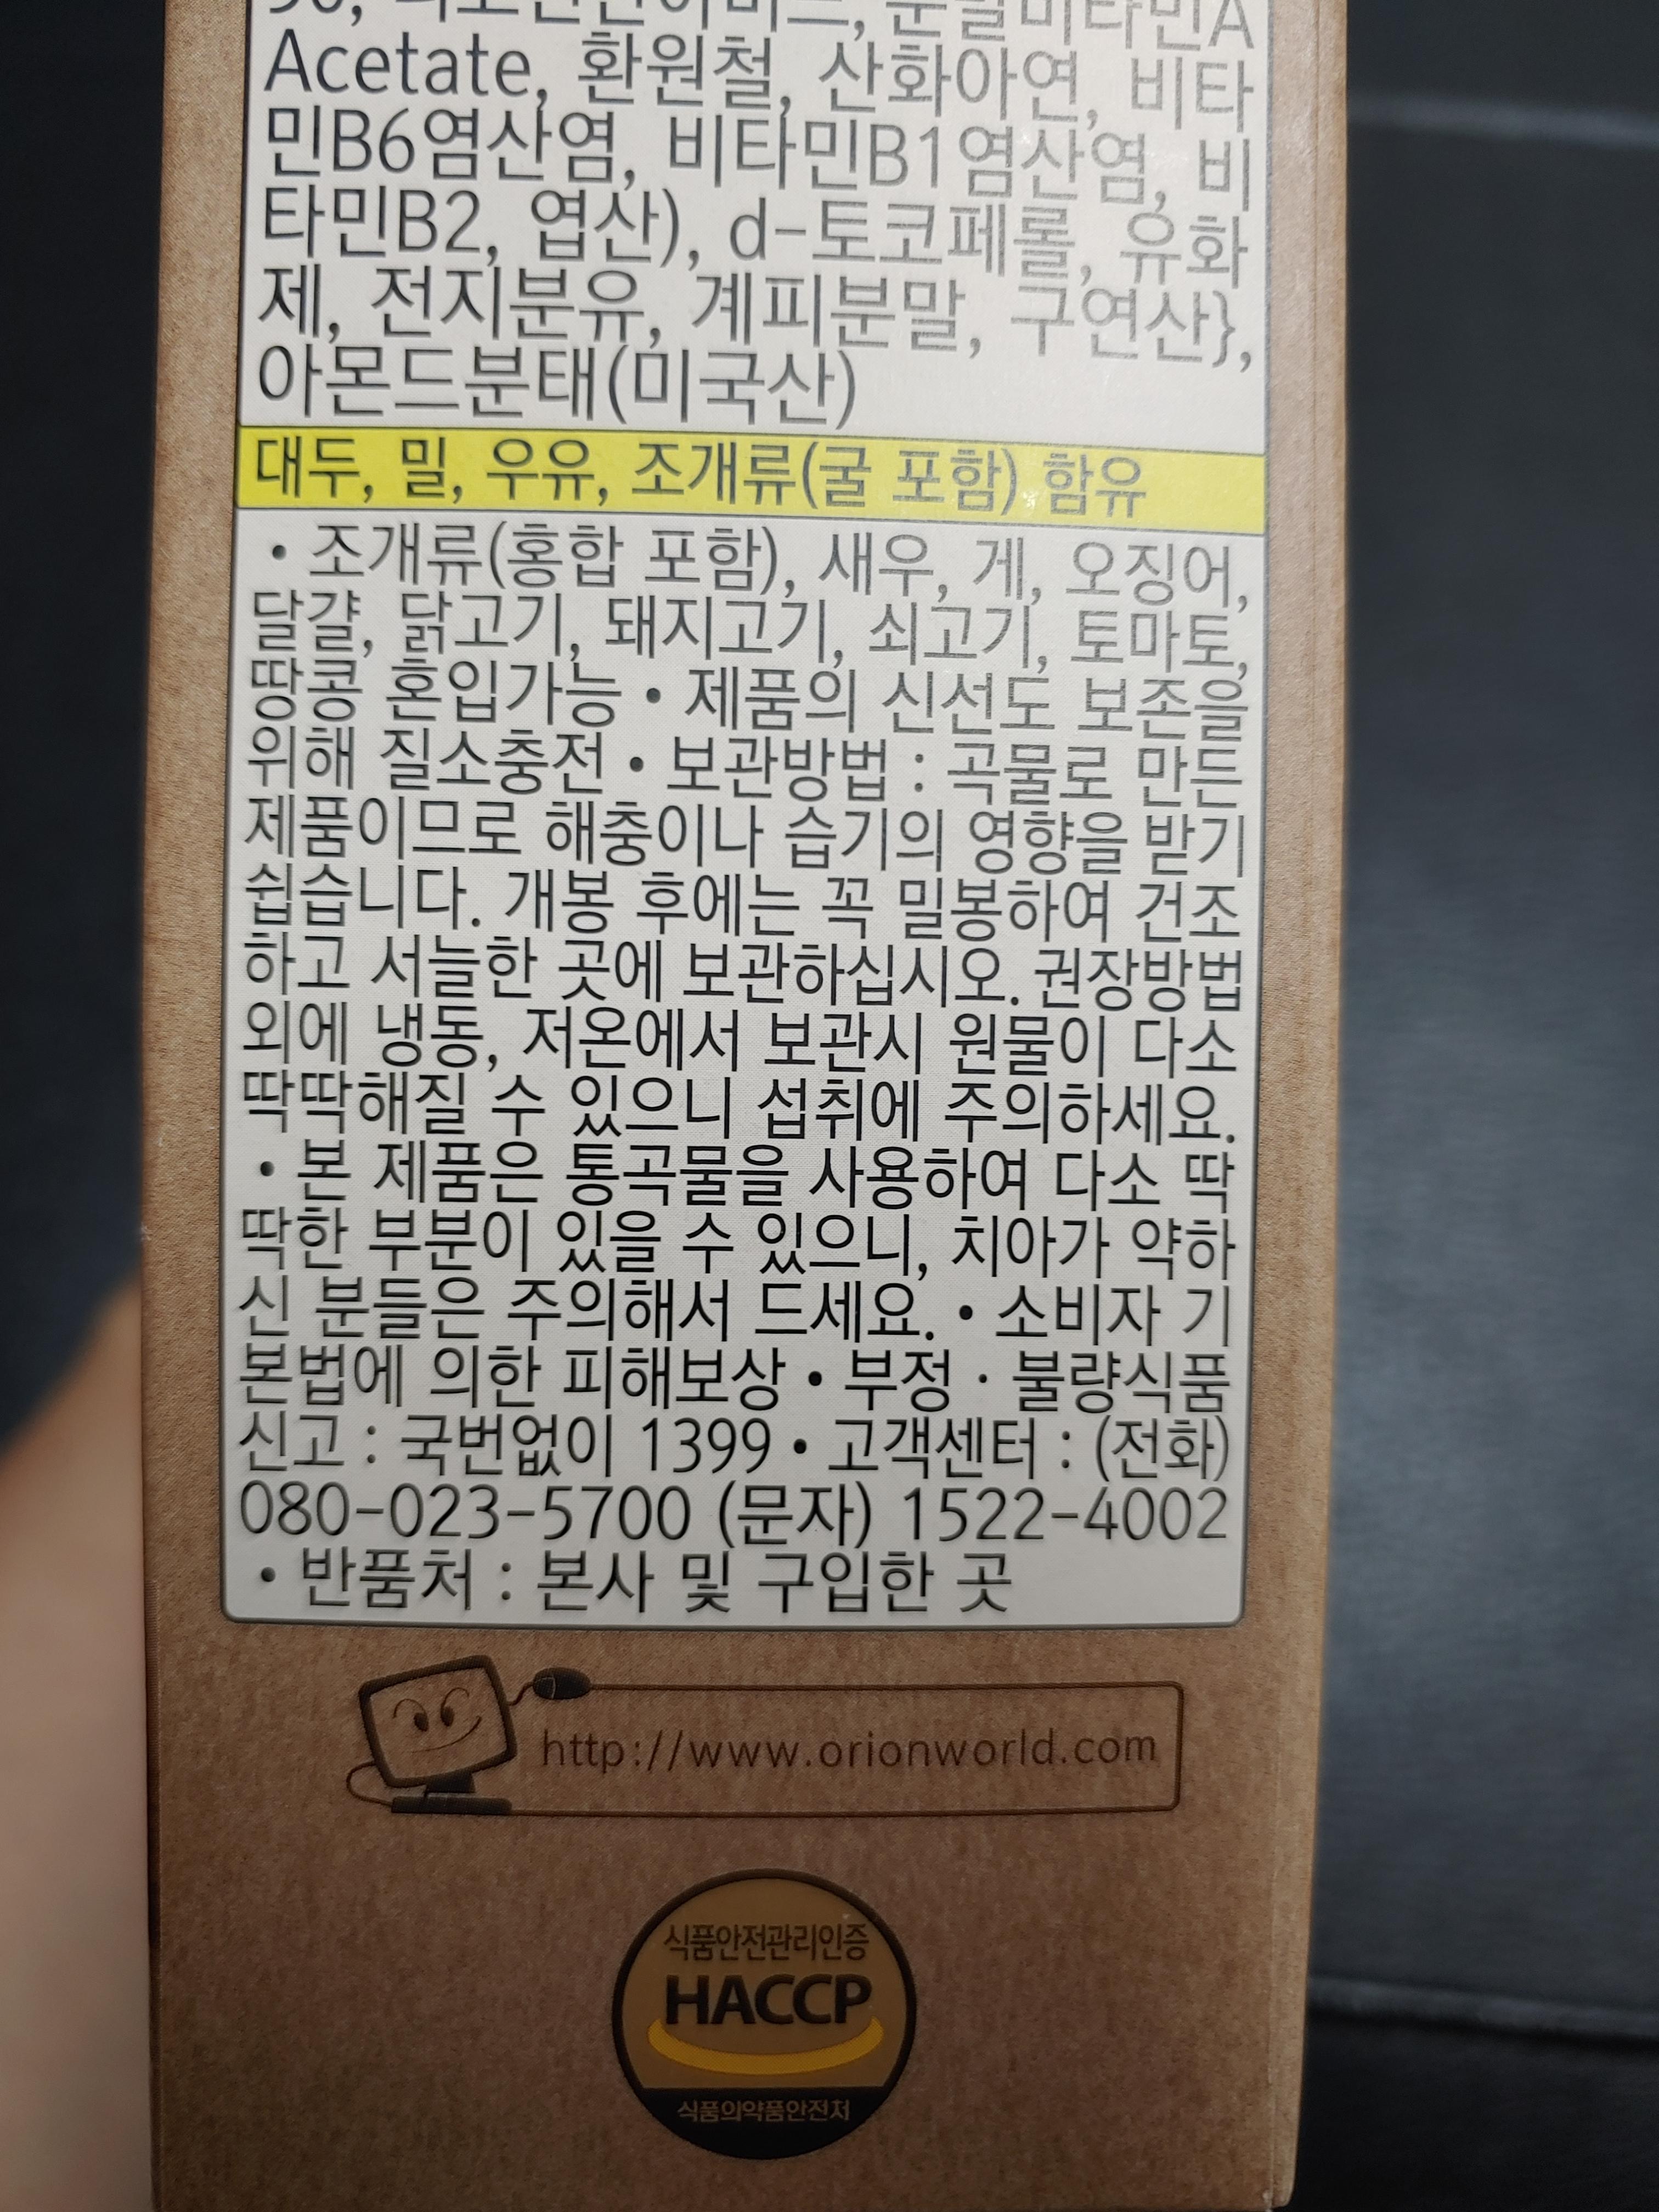 분말비타민A
Acetate, 환원철, 산화아연, 비타
민B6염산염, 비타민B1염산염, 비
타민B2, 엽산), d-토코페롤, 유화
제, 전지분유, 계피분말, 구연산},
아몬드분태(미국산)
대두, 밀, 우유, 조개류(굴 포함) 함유
• 조개류(홍합 포함), 새우, 게, 오징어,
달걀, 닭고기, 돼지고기, 쇠고기, 토마토,
땅콩 혼입가능 • 제품의 신선도 보존을
위해 질소충전 • 보관방법 : 곡물로 만든
제품이므로 해충이나 습기의 영향을 받기
쉽습니다. 개봉 후에는 꼭 밀봉하여 건조
하고 서늘한 곳에 보관하십시오. 권장방법
외에 냉동, 저온에서 보관시 원물이 다소
딱딱해질 수 있으니 섭취에 주의하세요.
• 본 제품은 통곡물을 사용하여 다소 딱
딱한 부분이 있을 수 있으니, 치아가 약하
신 분들은 주의해서 드세요. • 소비자 기
본법에 의한 피해보상 • 부정 · 불량식품
신고 : 국번없이 1399 • 고객센터 : (전화)
080-023-5700 (문자) 1522-4002
• 반품처 : 본사 및 구입한 곳
http://www.orionworld.com
식품안전관리인증
HACCP
식품의약품안전처